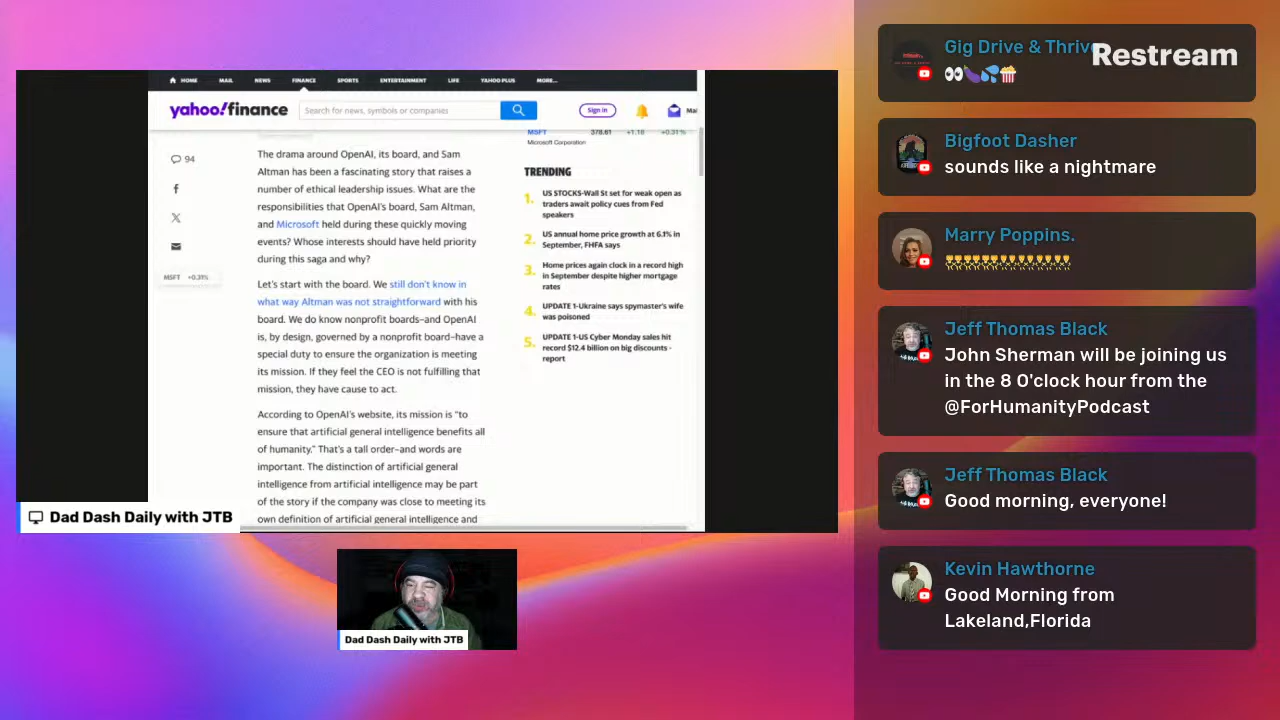 HOME MAIL NEWS FINANCE SPORTS ENTERTAINMENT LIFE YAHOO PLUS MORE...
yahoo!finance
Search for news, symbols or companies
Sign in
Mai
94
MSFT +0.31%
The drama around OpenAI, its board, and Sam
Altman has been a fascinating story that raises a
number of ethical leadership issues. What are the
responsibilities that OpenAI's board, Sam Altman,
and Microsoft held during these quickly moving
events? Whose interests should have held priority
during this saga and why?
Let's start with the board. We still don't know in
what way Altman was not straightforward with his
board. We do know nonprofit boards–and OpenAI
is, by design, governed by a nonprofit board–have a
special duty to ensure the organization is meeting
its mission. If they feel the CEO is not fulfilling that
mission, they have cause to act.
According to OpenAI's website, its mission is "to
ensure that artificial general intelligence benefits all
of humanity." That's a tall order–and words are
important. The distinction of artificial general
intelligence from artificial intelligence may be part
of the story if the company was close to meeting its
own definition of artificial general intelligence and
MSFT 378.61 +1.18 +0.31%
Microsoft Corporation
TRENDING
1. US STOCKS-Wall St set for weak open as
traders await policy cues from Fed
speakers
2. US annual home price growth at 6.1% in
September, FHFA says
3. Home prices again clock in a record high
in September despite higher mortgage
rates
4. UPDATE 1-Ukraine says spymaster's wife
was poisoned
5. UPDATE 1-US Cyber Monday sales hit
record $12.4 billion on big discounts -
report
Dad Dash Daily with JTB
Dad Dash Daily with JTB
Restream
Gig Drive & Thrive
👀🍆💦🍿
Bigfoot Dasher
sounds like a nightmare
Marry Poppins.
Jeff Thomas Black
John Sherman will be joining us
in the 8 O'clock hour from the
@ForHumanityPodcast
Jeff Thomas Black
Good morning, everyone!
Kevin Hawthorne
Good Morning from
Lakeland,Florida